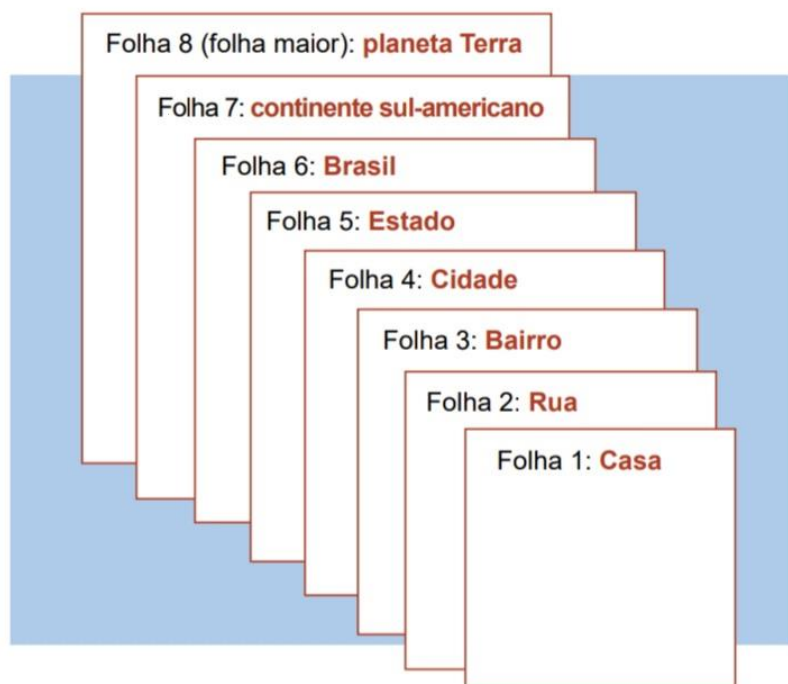 Folha 8 (folha maior): planeta Terra
Folha 7: continente sul-americano
Folha 6: Brasil
Folha 5: Estado
Folha 4: Cidade
Folha 3: Bairro
Folha 2: Rua
Folha 1: Casa